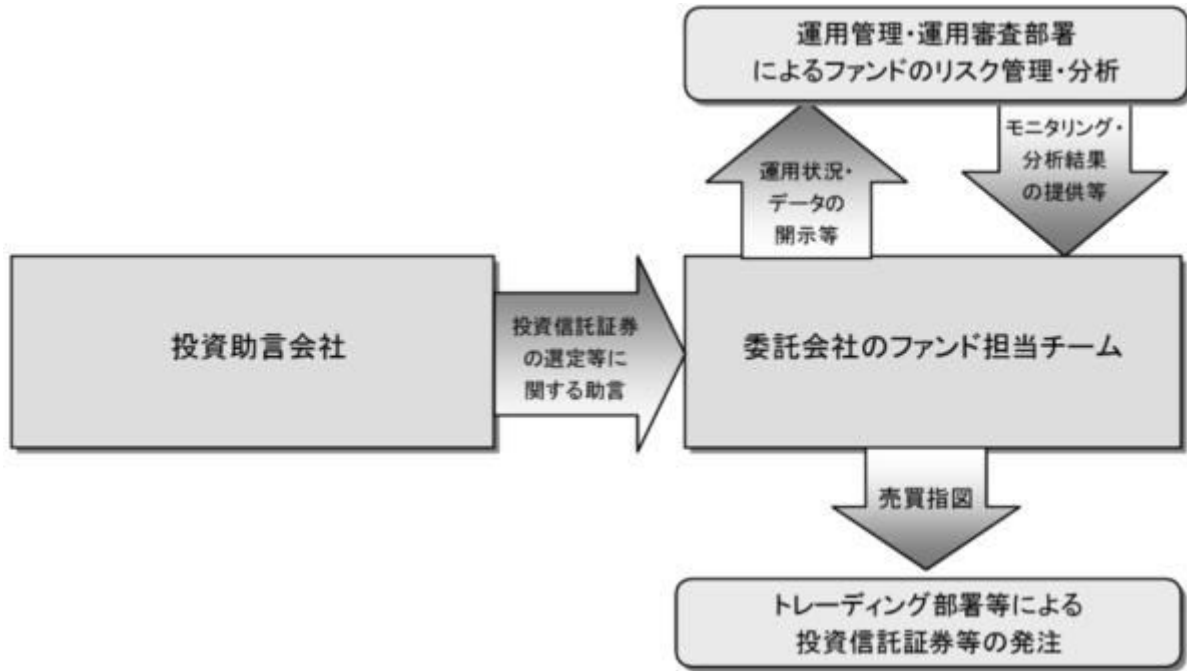 運用管理・運用審査部署
によるファンドのリスク管理・分析
運用状況・
データの
開示等
モニタリング・
分析結果
の提供等
投資助言会社
投資信託証券
の選定等に
関する助言
委託会社のファンド担当チーム
売買指図
トレーディング部署等による
投資信託証券等の発注